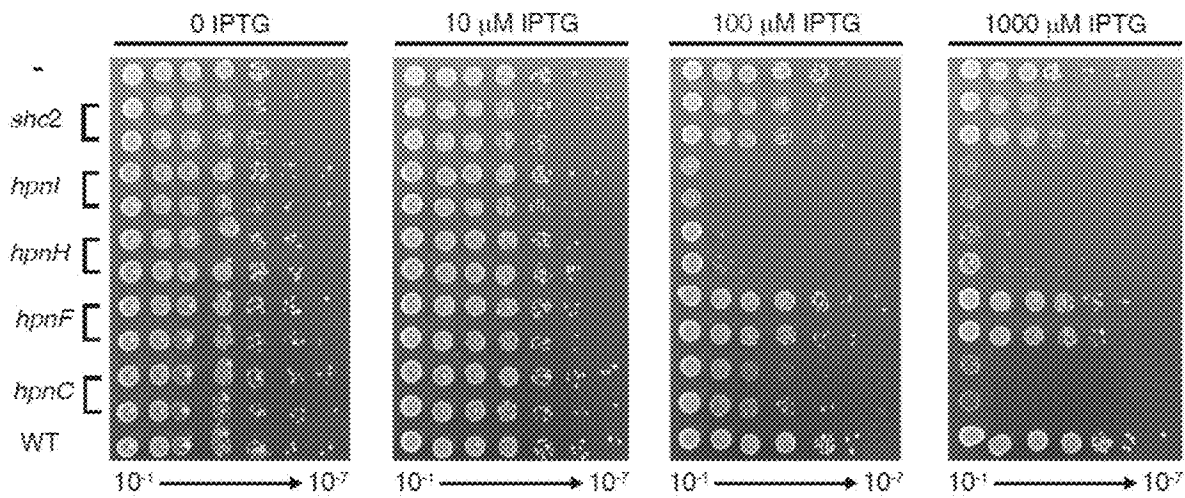 0 IPTG 10 µM IPTG 100 µM IPTG 1000 µM IPTG
-
shc2
hpnI
hpnH
hpnF
hpnC
WT
10⁻¹ 10⁻⁷ 10⁻¹ 10⁻⁷ 10⁻¹ 10⁻⁷ 10⁻¹ 10⁻⁷